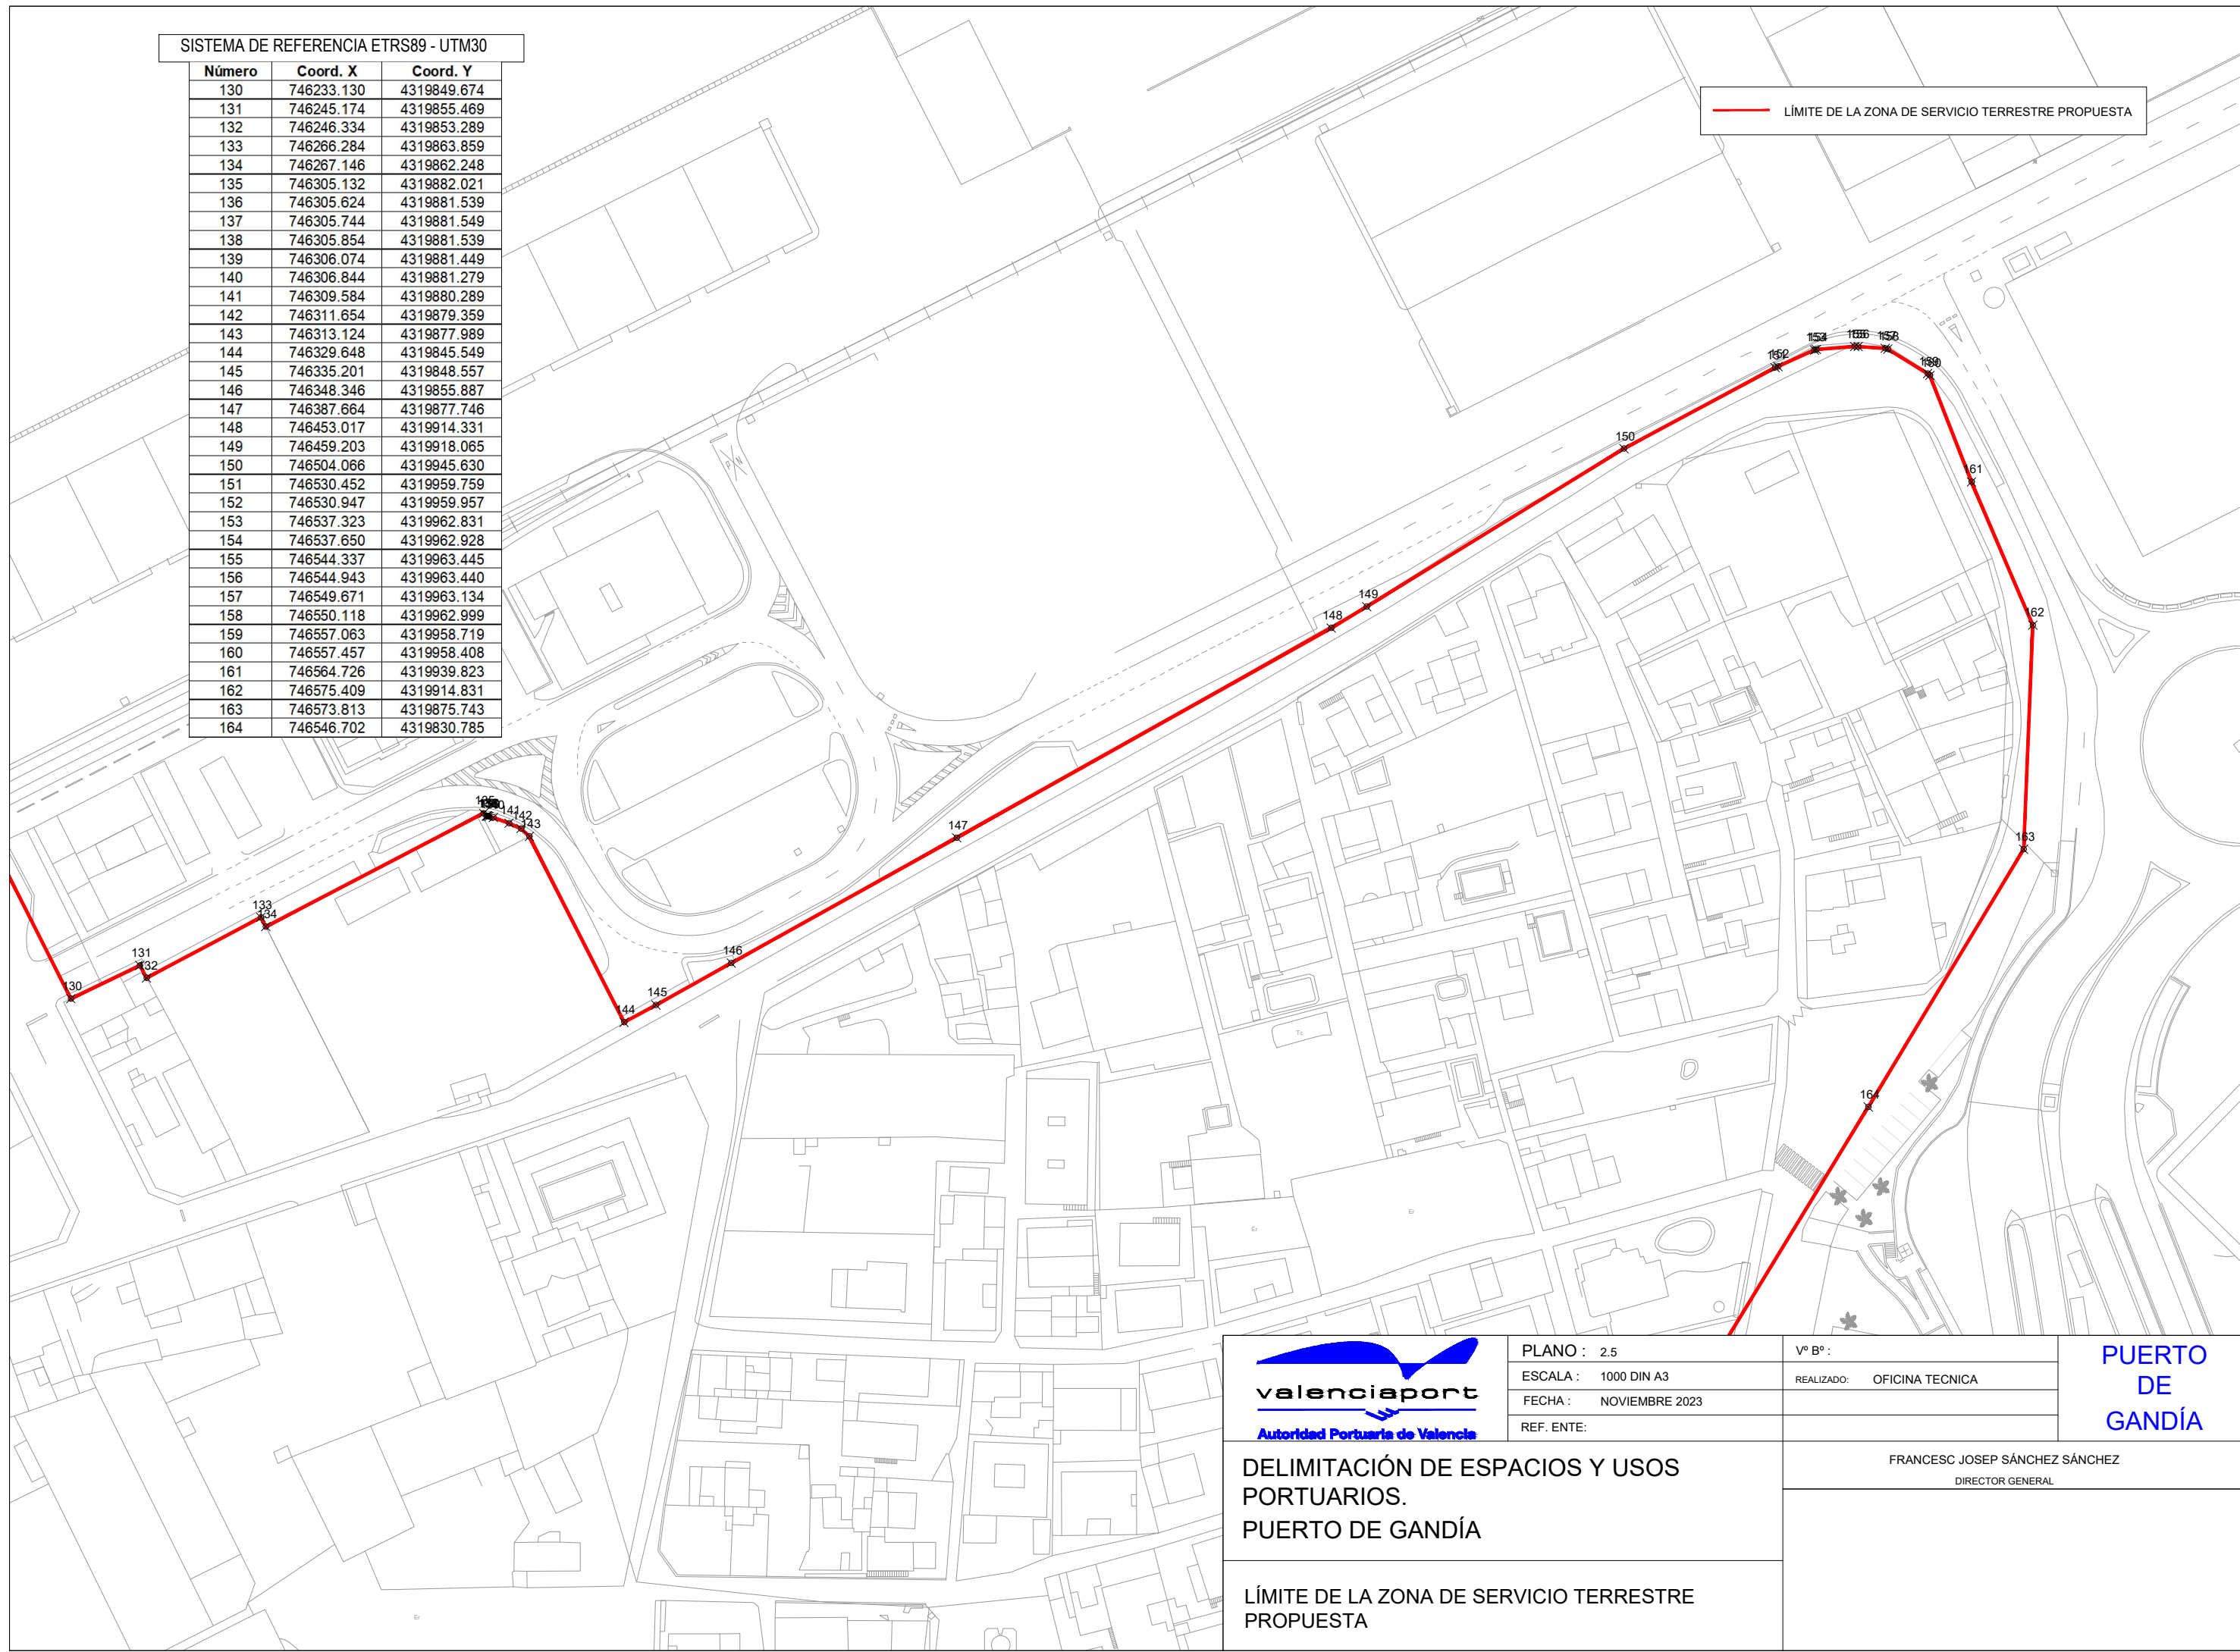 SISTEMA DE REFERENCIA ETRS89 - UTM30
Número Coord. X Coord. Y
130 746233.130 4319849.674
131 746245.174 4319855.469
132 746246.334 4319853.289
133 746266.284 4319863.859
134 746267.146 4319862.248
135 746305.132 4319882.021
136 746305.624 4319881.539
137 746305.744 4319881.549
138 746305.854 4319881.539
139 746306.074 4319881.449
140 746306.844 4319881.279
141 746309.584 4319880.289
142 746311.654 4319879.359
143 746313.124 4319877.989
144 746329.648 4319845.549
145 746335.201 4319848.557
146 746348.346 4319855.887
147 746387.664 4319877.746
148 746453.017 4319914.331
149 746459.203 4319918.065
150 746504.066 4319945.630
151 746530.452 4319959.759
152 746530.947 4319959.957
153 746537.323 4319962.831
154 746537.650 4319962.928
155 746544.337 4319963.445
156 746544.943 4319963.440
157 746549.671 4319963.134
158 746550.118 4319962.999
159 746557.063 4319958.719
160 746557.457 4319958.408
161 746564.726 4319939.823
162 746575.409 4319914.831
163 746573.813 4319875.743
164 746546.702 4319830.785
LÍMITE DE LA ZONA DE SERVICIO TERRESTRE PROPUESTA
152
150
161
149
148
162
135
141
142
143
147
163
133
134
131
132
130
146
145
144
164
valenciaport
Autoridad Portuaria de Valencia
PLANO : 2.5
ESCALA : 1000 DIN A3
FECHA : NOVIEMBRE 2023
REF. ENTE:
Vº Bº :
REALIZADO: OFICINA TECNICA
PUERTO
DE
GANDÍA
DELIMITACIÓN DE ESPACIOS Y USOS
PORTUARIOS.
PUERTO DE GANDÍA
FRANCESC JOSEP SÁNCHEZ SÁNCHEZ
DIRECTOR GENERAL
LÍMITE DE LA ZONA DE SERVICIO TERRESTRE
PROPUESTA